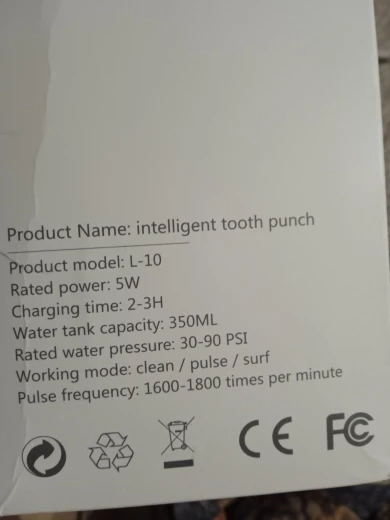 Product Name: intelligent tooth punch
Product model: L-10
Rated power: 5W
Charging time: 2-3H
Water tank capacity: 350ML
Rated water pressure: 30-90 PSI
Working mode: clean / pulse / surf
Pulse frequency: 1600-1800 times per minute
CE FC